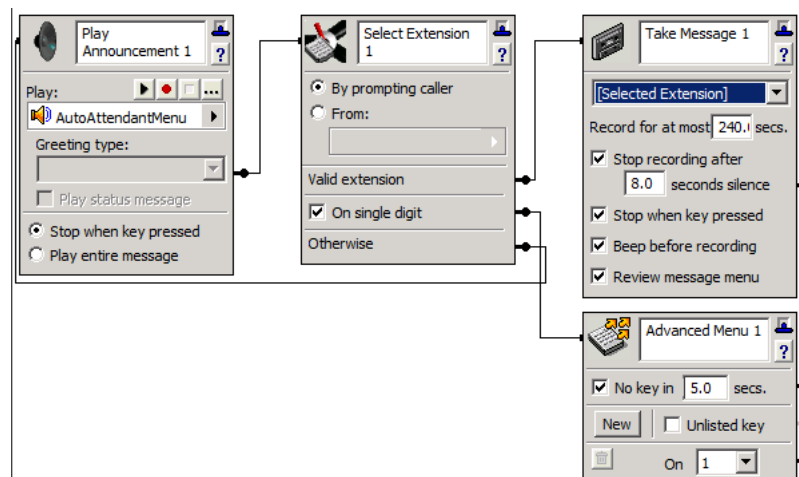 Play
Announcement 1
?
Play:
...
AutoAttendantMenu
Greeting type:
Play status message
Stop when key pressed
Play entire message
Select Extension
1
?
By prompting caller
From:
Valid extension
On single digit
Otherwise
Take Message 1
?
[Selected Extension]
Record for at most 240.( secs.
Stop recording after
8.0 seconds silence
Stop when key pressed
Beep before recording
Review message menu
Advanced Menu 1
?
No key in 5.0 secs.
New Unlisted key
On 1